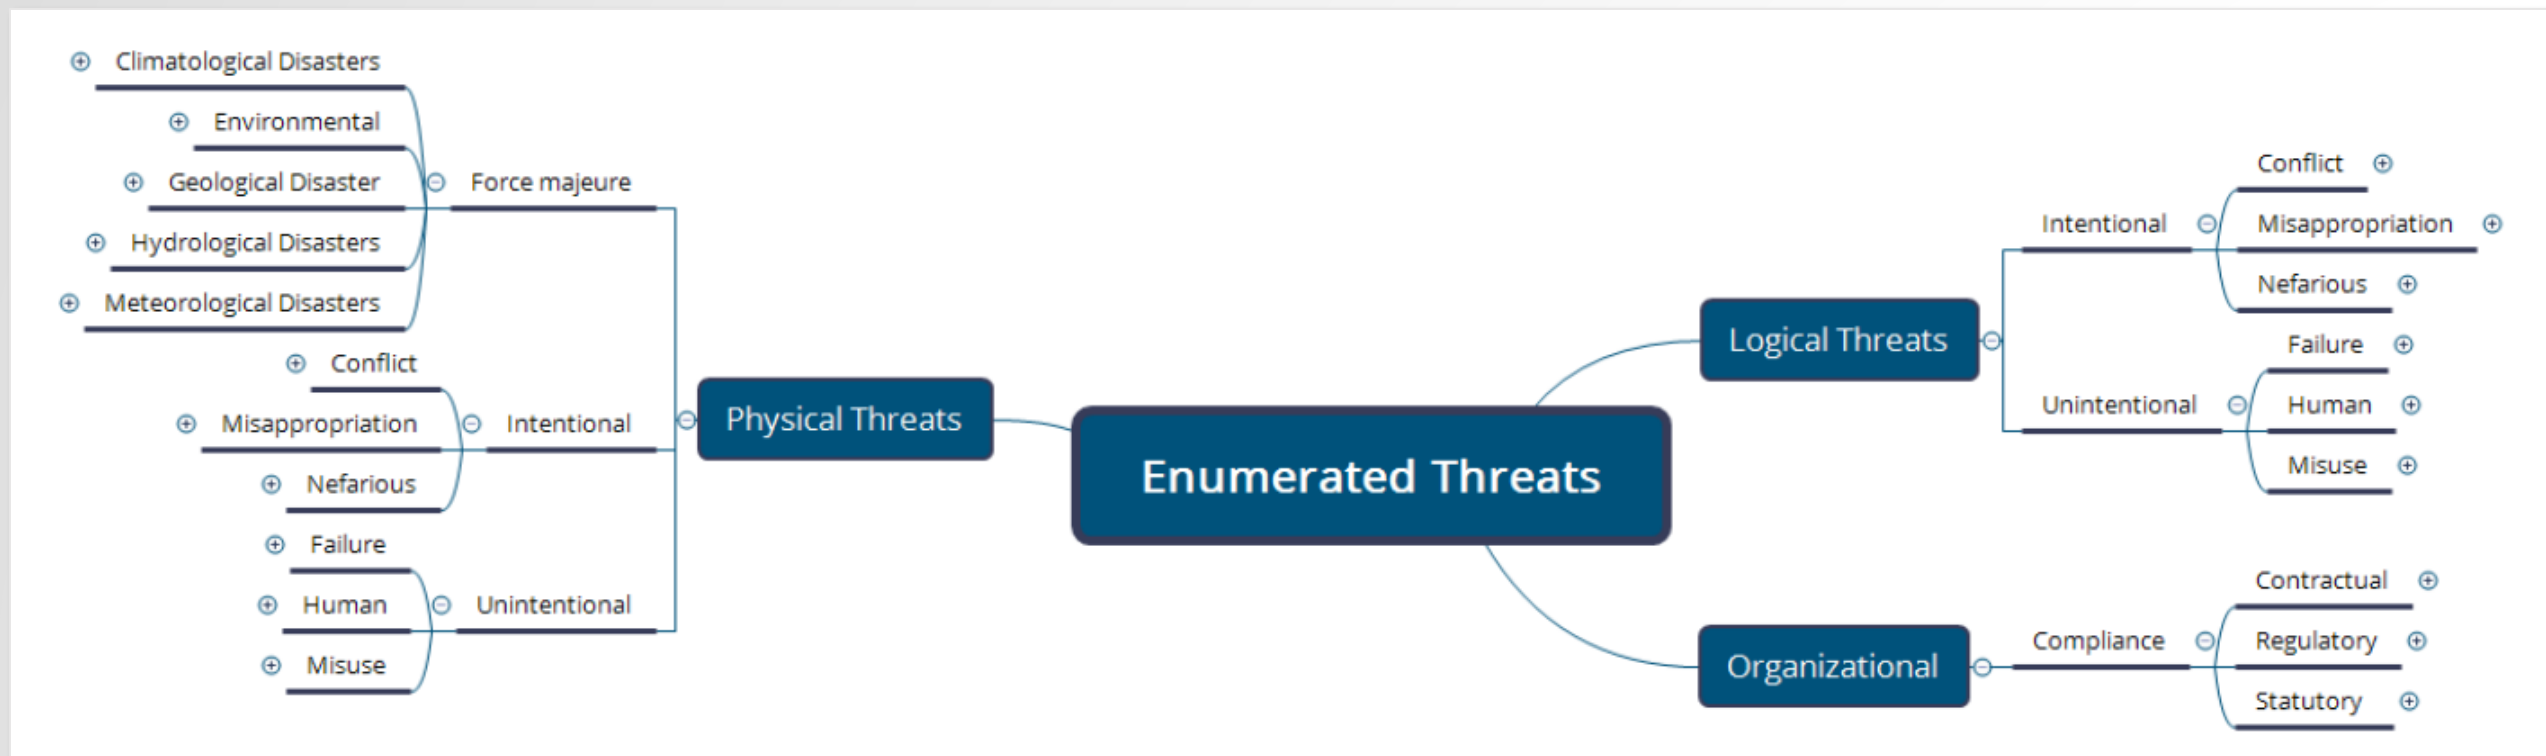 Climatological Disasters
Environmental
Geological Disaster
Hydrological Disasters
Meteorological Disasters
Force majeure
Conflict
Misappropriation
Nefarious
Intentional
Failure
Human
Misuse
Unintentional
Physical Threats
Enumerated Threats
Logical Threats
Intentional
Conflict
Misappropriation
Nefarious
Unintentional
Failure
Human
Misuse
Organizational
Compliance
Contractual
Regulatory
Statutory